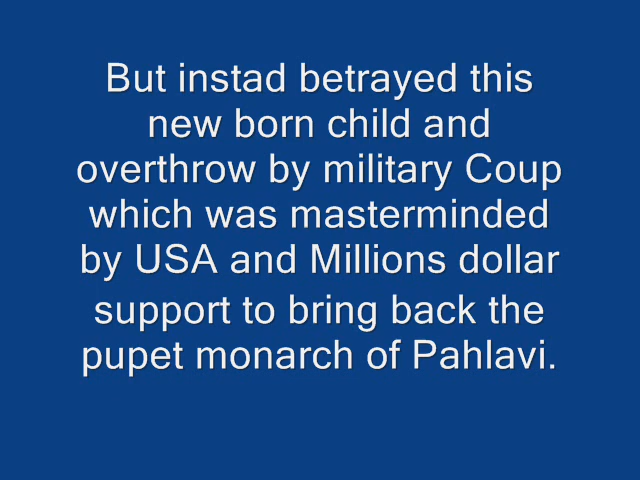 But instad betrayed this
new born child and
overthrow by military Coup
which was masterminded
by USA and Millions dollar
support to bring back the
pupet monarch of Pahlavi.